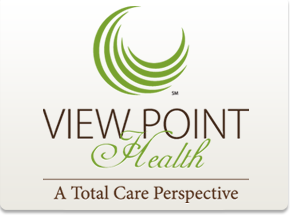 ℠
VIEW POINT
Health
A Total Care Perspective